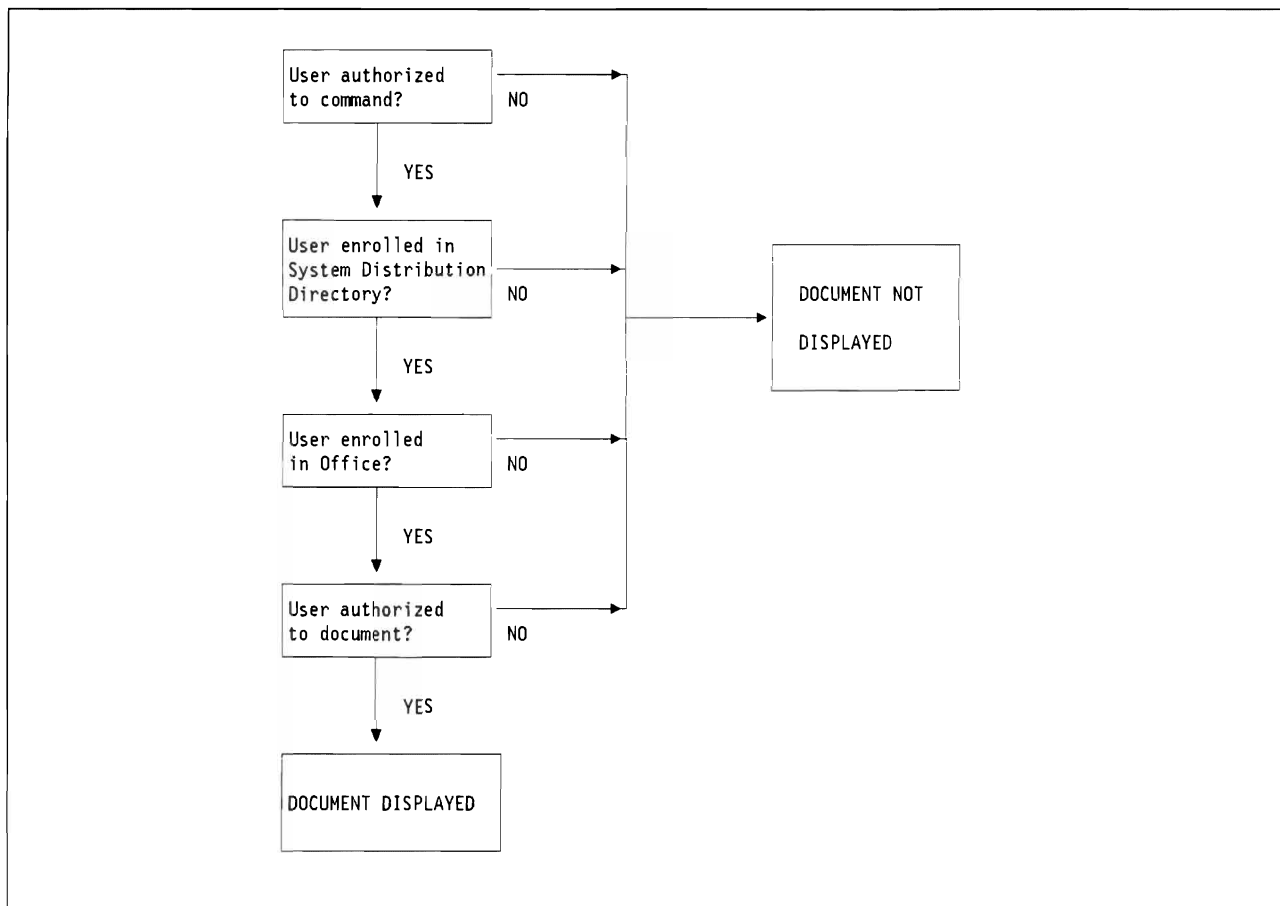 User authorized
to command?
NO
YES
User enrolled in
System Distribution
Directory?
NO
DOCUMENT NOT
DISPLAYED
YES
User enrolled
in Office?
NO
YES
User authorized
to document?
NO
YES
DOCUMENT DISPLAYED